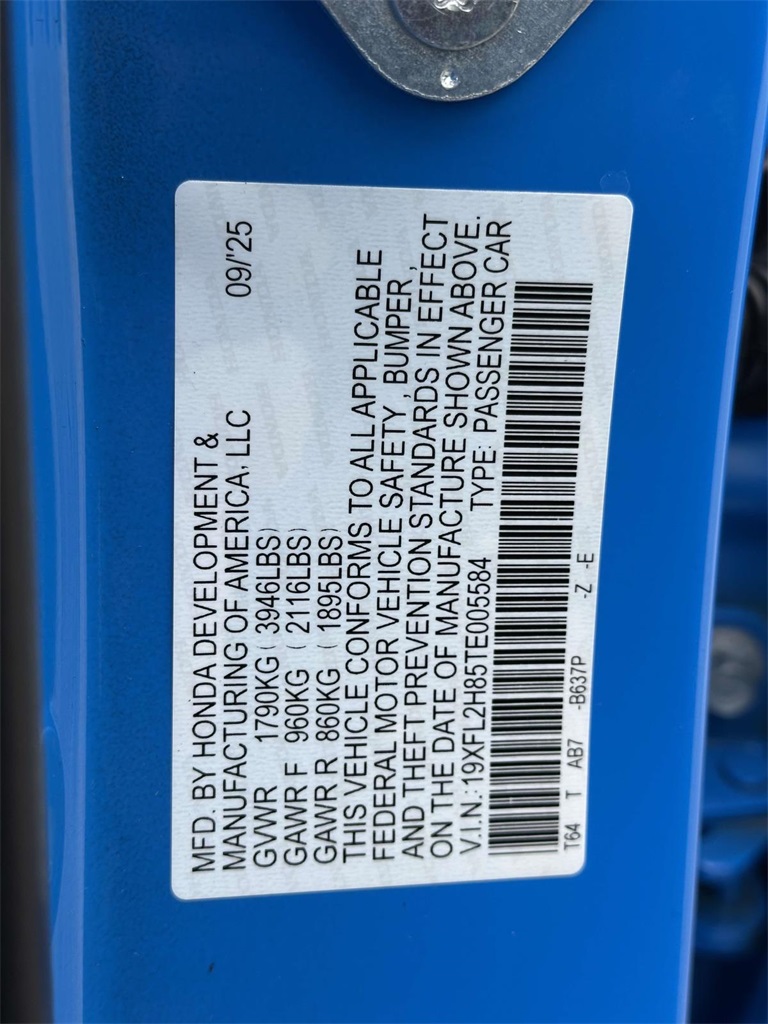 MFD. BY HONDA DEVELOPMENT & 09/'25
MANUFACTURING OF AMERICA, LLC
GVWR 1790KG ( 3946LBS)
GAWR F 960KG ( 2116LBS)
GAWR R 860KG ( 1895LBS)
THIS VEHICLE CONFORMS TO ALL APPLICABLE
FEDERAL MOTOR VEHICLE SAFETY , BUMPER ,
AND THEFT PREVENTION STANDARDS IN EFFECT
ON THE DATE OF MANUFACTURE SHOWN ABOVE.
V.I.N:19XFL2H85TE005584 TYPE: PASSENGER CAR
T64 T AB7 -B637P -Z -E